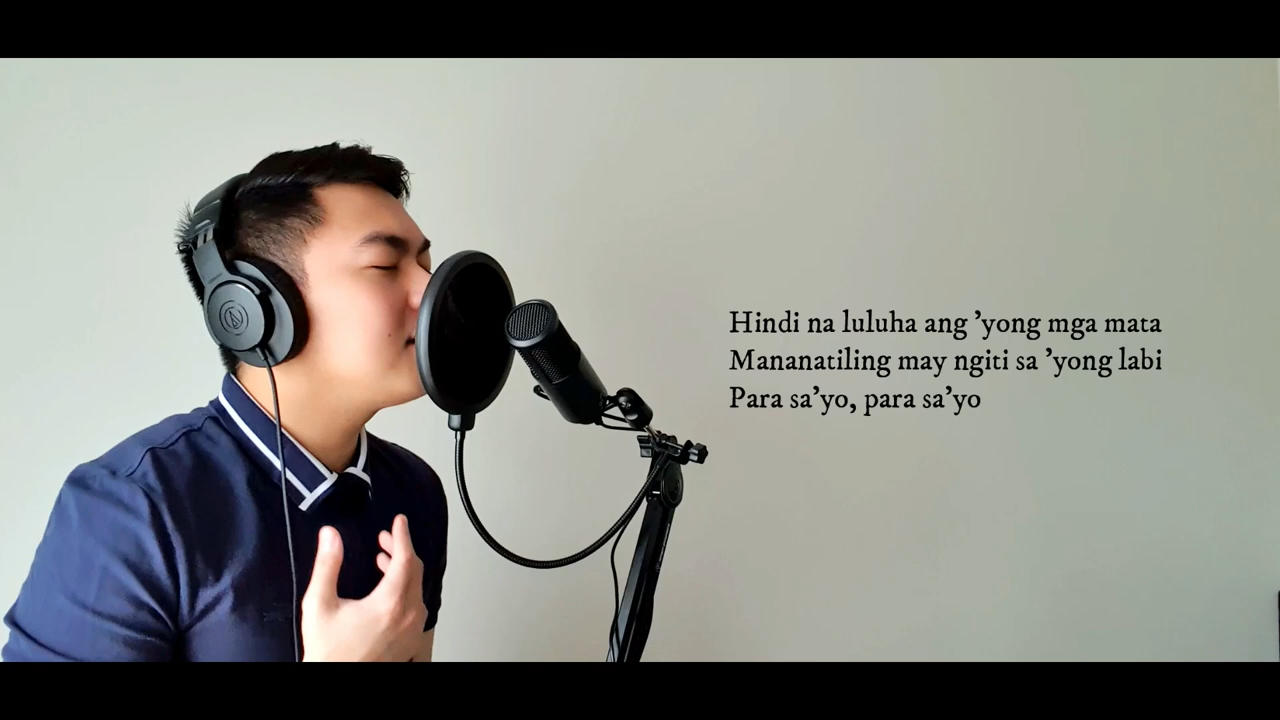 Hindi na luluha ang ’yong mga mata
Mananatiling may ngiti sa ’yong labi
Para sa’yo, para sa’yo